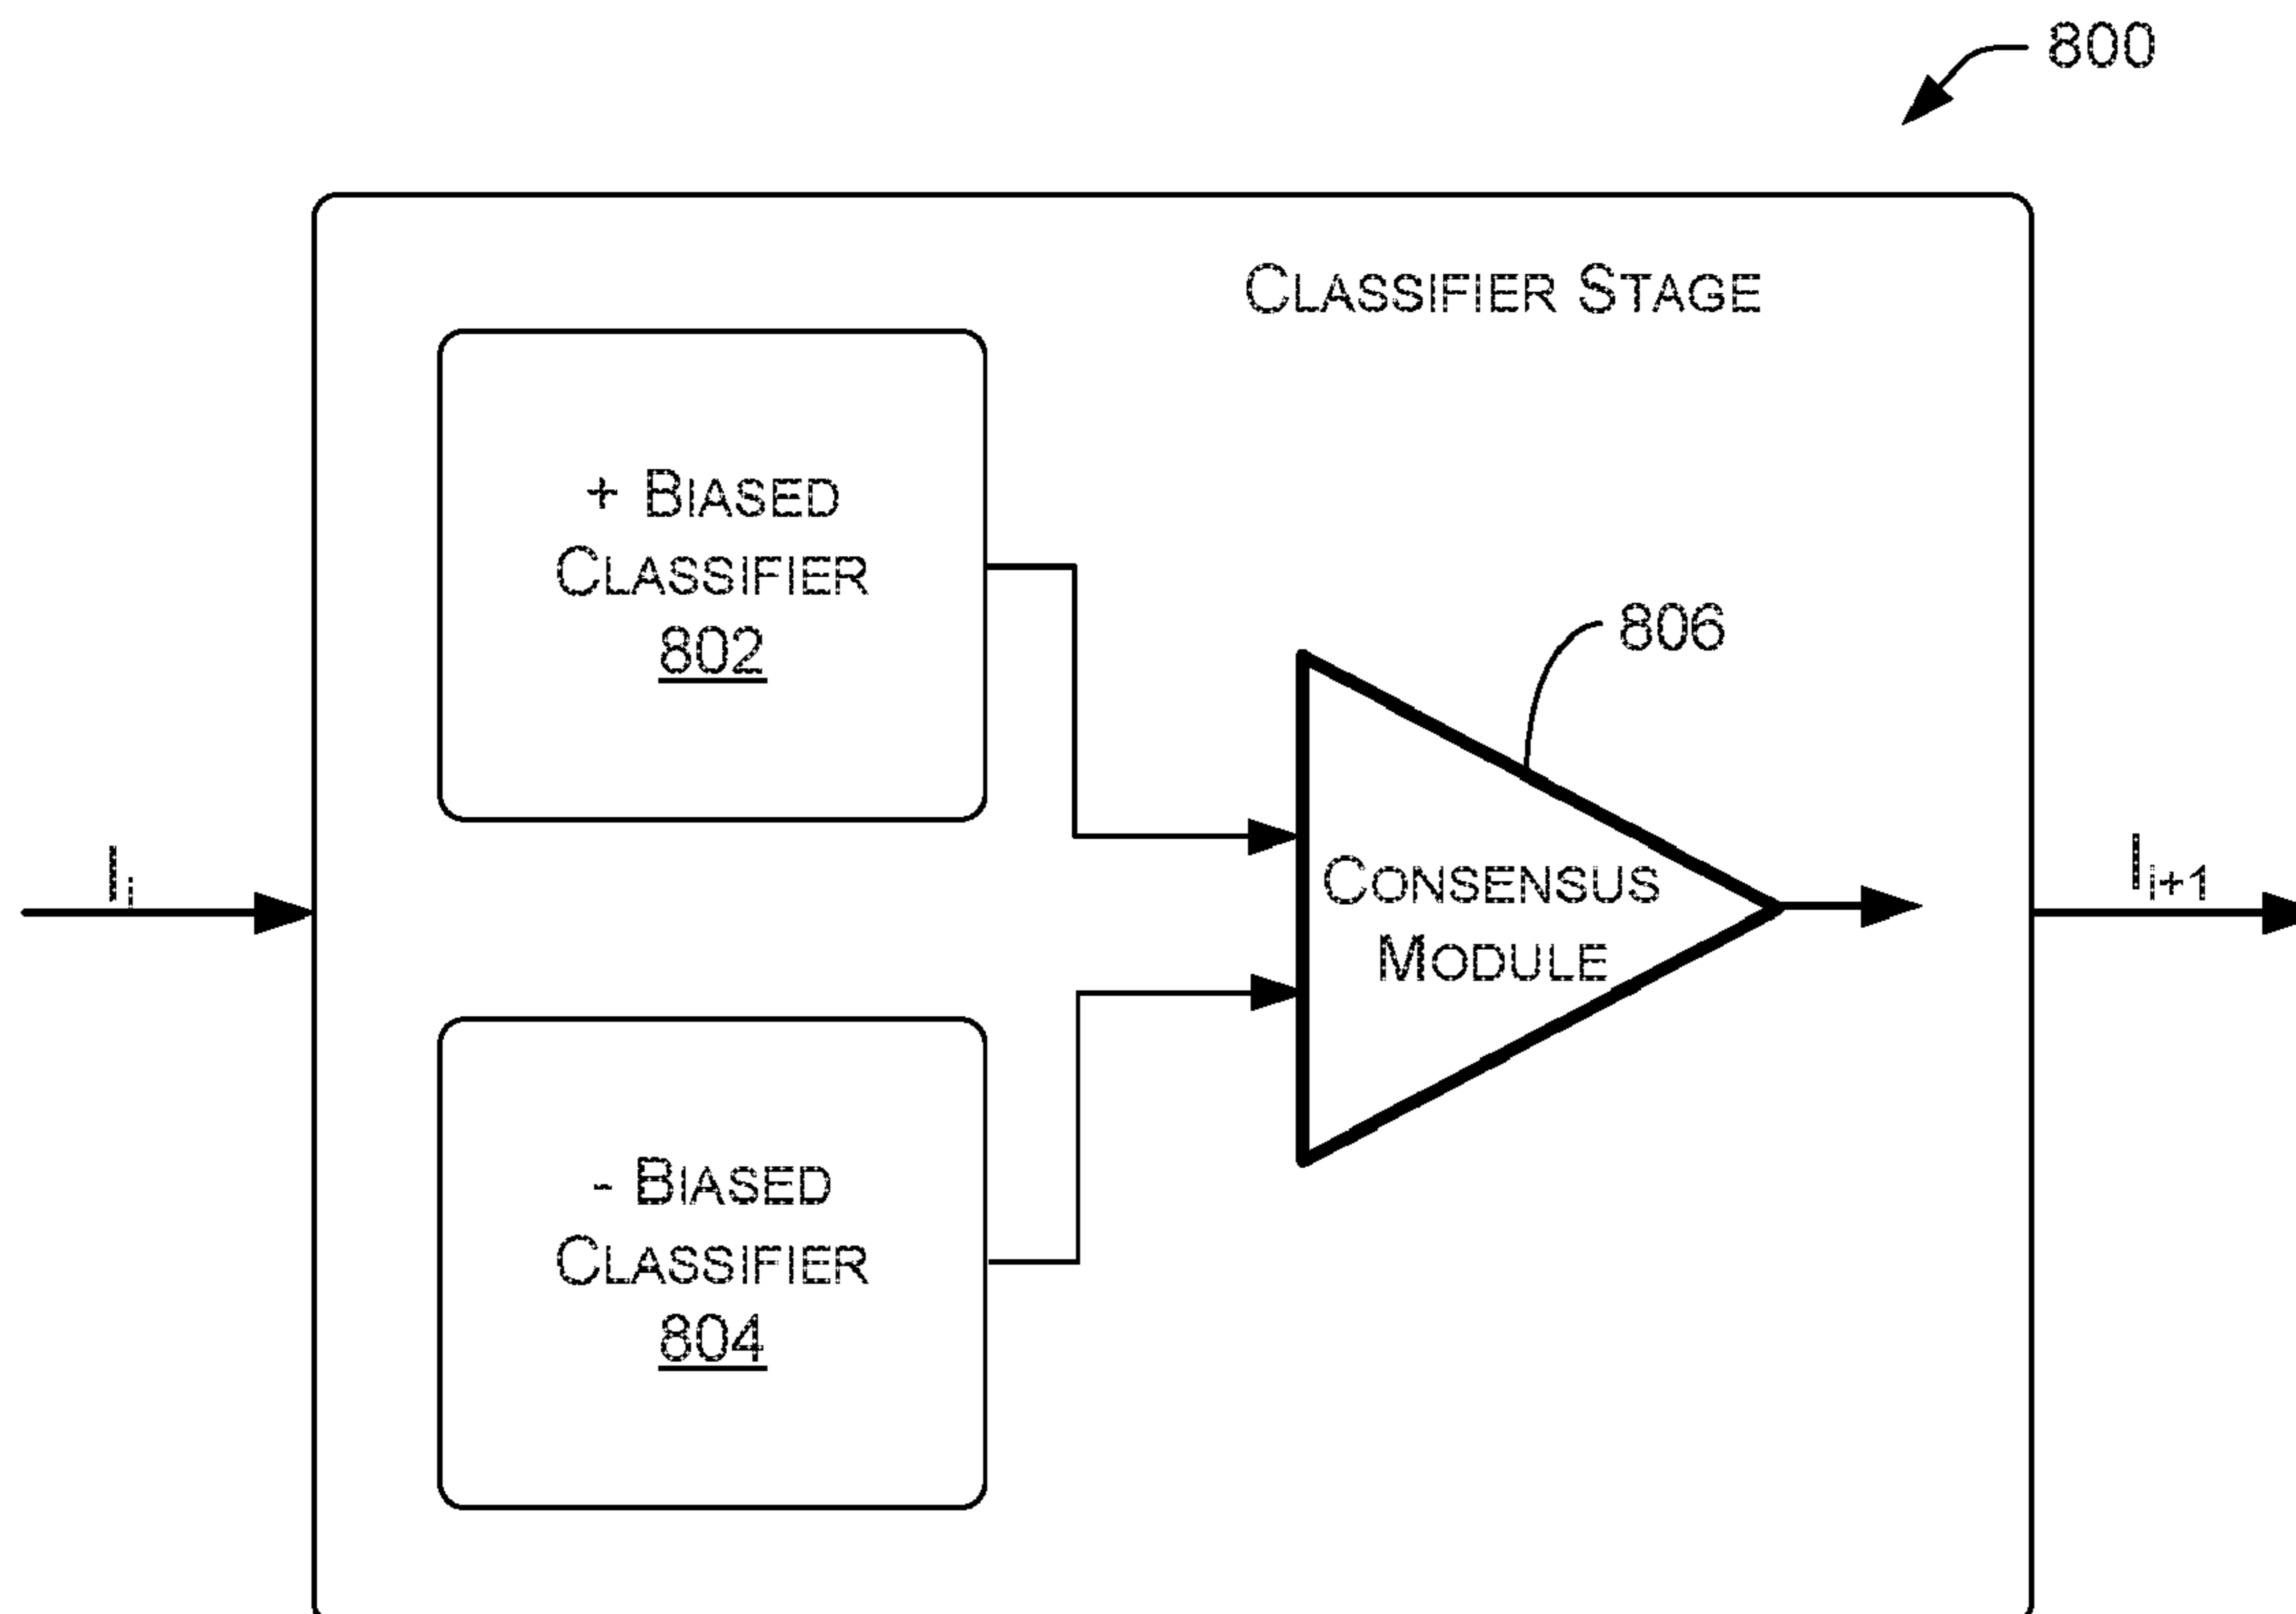 800
CLASSIFIER STAGE
+ BIASED
CLASSIFIER
802
806
Ii
CONSENSUS
MODULE
Ii+1
- BIASED
CLASSIFIER
804